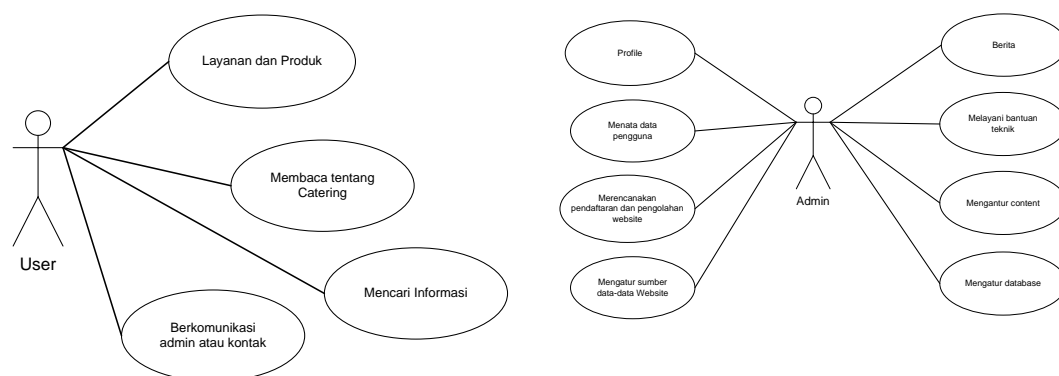 Layanan dan Produk
Membaca tentang
Catering
Mencari Informasi
Berkomunikasi
admin atau kontak
User
Profile
Menata data
pengguna
Merencanakan
pendaftaran dan pengolahan
website
Mengatur sumber
data-data Website
Admin
Berita
Melayani bantuan
teknik
Mengantur content
Mengatur database